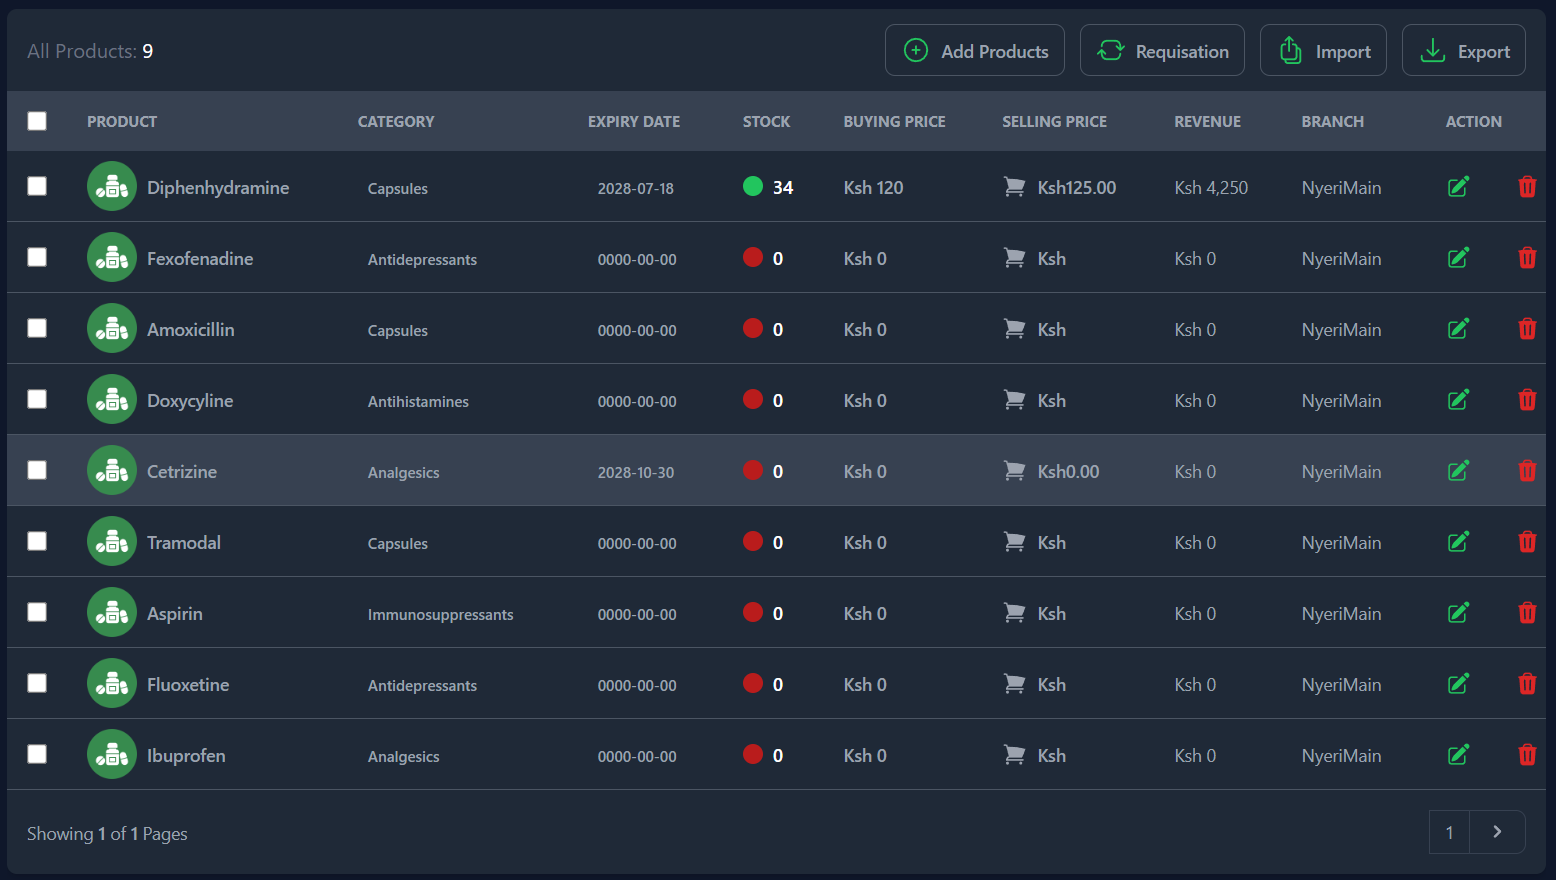 All Products: 9 Add Products Requisation Import Export
PRODUCT CATEGORY EXPIRY DATE STOCK BUYING PRICE SELLING PRICE REVENUE BRANCH ACTION
Diphenhydramine Capsules 2028-07-18 34 Ksh 120 Ksh125.00 Ksh 4,250 NyeriMain
Fexofenadine Antidepressants 0000-00-00 0 Ksh 0 Ksh Ksh 0 NyeriMain
Amoxicillin Capsules 0000-00-00 0 Ksh 0 Ksh Ksh 0 NyeriMain
Doxycyline Antihistamines 0000-00-00 0 Ksh 0 Ksh Ksh 0 NyeriMain
Cetrizine Analgesics 2028-10-30 0 Ksh 0 Ksh0.00 Ksh 0 NyeriMain
Tramodal Capsules 0000-00-00 0 Ksh 0 Ksh Ksh 0 NyeriMain
Aspirin Immunosuppressants 0000-00-00 0 Ksh 0 Ksh Ksh 0 NyeriMain
Fluoxetine Antidepressants 0000-00-00 0 Ksh 0 Ksh Ksh 0 NyeriMain
Ibuprofen Analgesics 0000-00-00 0 Ksh 0 Ksh Ksh 0 NyeriMain
Showing 1 of 1 Pages 1